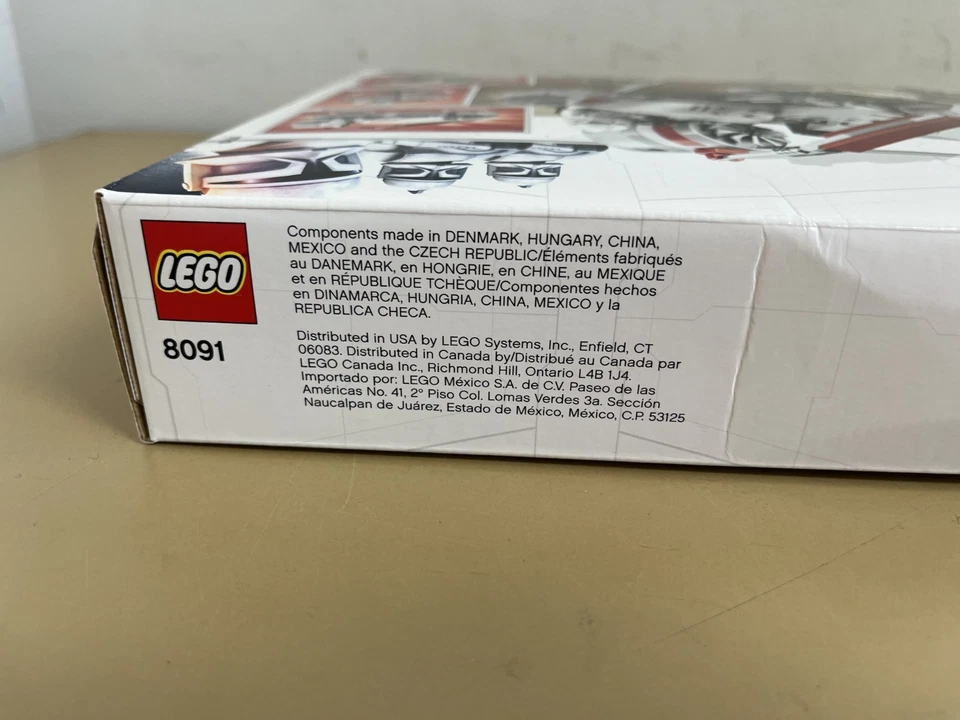 LEGO
8091
Components made in DENMARK, HUNGARY, CHINA,
MEXICO and the CZECH REPUBLIC/Éléments fabriqués
au DANEMARK, en HONGRIE, en CHINE, au MEXIQUE
et en RÉPUBLIQUE TCHÈQUE/Componentes hechos
en DINAMARCA, HUNGRIA, CHINA, MEXICO y la
REPUBLICA CHECA.
Distributed in USA by LEGO Systems, Inc., Enfield, CT
06083. Distributed in Canada by/Distribué au Canada par
LEGO Canada Inc., Richmond Hill, Ontario L4B 1J4.
Importado por: LEGO México S.A. de C.V. Paseo de las
Américas No. 41, 2° Piso Col. Lomas Verdes 3a. Sección
Naucalpan de Juárez, Estado de México, México, C.P. 53125